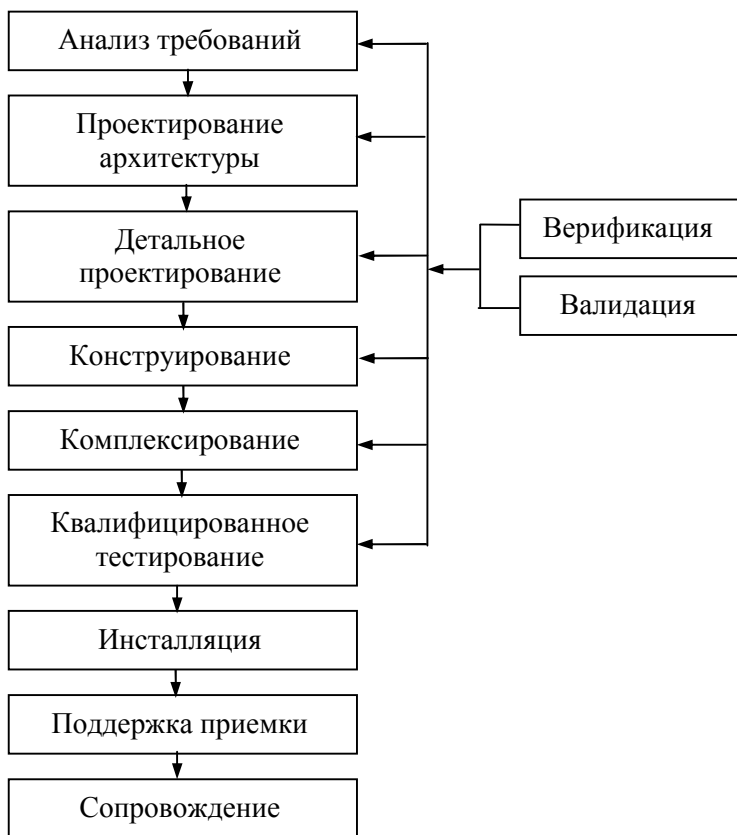 Анализ требований
Проектирование
архитектуры
Детальное
проектирование
Конструирование
Комплексирование
Квалифицированное
тестирование
Инсталляция
Поддержка приемки
Сопровождение
Верификация
Валидация